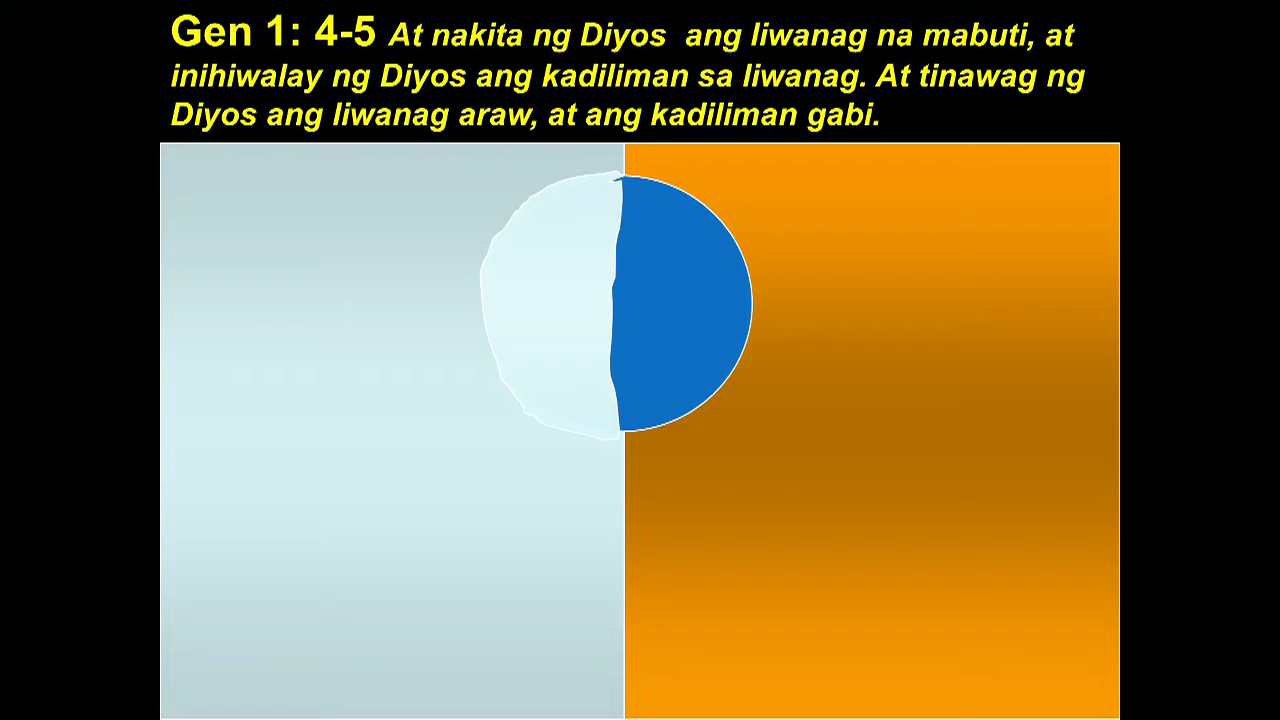 Gen 1: 4-5 At nakita ng Diyos  ang liwanag na mabuti, at
inihiwalay ng Diyos ang kadiliman sa liwanag. At tinawag ng
Diyos ang liwanag araw, at ang kadiliman gabi.